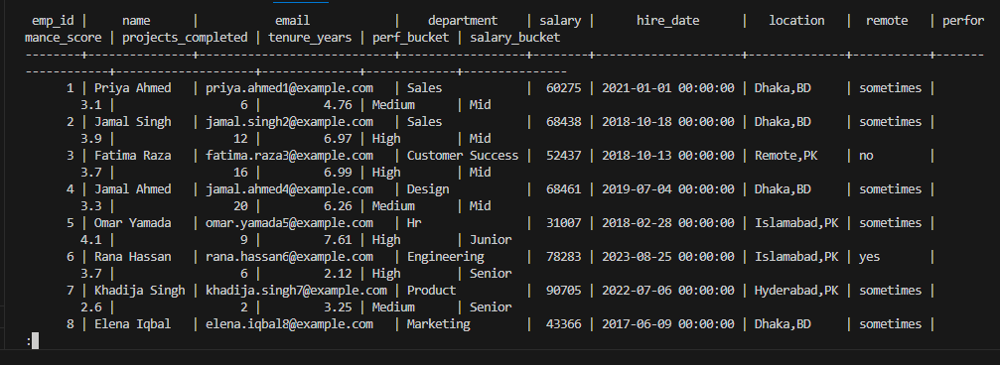 emp_id | name | email | department | salary | hire_date | location | remote | perfor
mance_score | projects_completed | tenure_years | perf_bucket | salary_bucket
--------+---------------+---------------------------+------------------+--------+---------------------+--------------+-----------+-------
------------+--------------------+--------------+-------------+---------------
1 | Priya Ahmed | priya.ahmed1@example.com | Sales | 60275 | 2021-01-01 00:00:00 | Dhaka,BD | sometimes |
3.1 | 6 | 4.76 | Medium | Mid
2 | Jamal Singh | jamal.singh2@example.com | Sales | 68438 | 2018-10-18 00:00:00 | Dhaka,BD | sometimes |
3.9 | 12 | 6.97 | High | Mid
3 | Fatima Raza | fatima.raza3@example.com | Customer Success | 52437 | 2018-10-13 00:00:00 | Remote,PK | no |
3.7 | 16 | 6.99 | High | Mid
4 | Jamal Ahmed | jamal.ahmed4@example.com | Design | 68461 | 2019-07-04 00:00:00 | Dhaka,BD | sometimes |
3.3 | 20 | 6.26 | Medium | Mid
5 | Omar Yamada | omar.yamada5@example.com | Hr | 31007 | 2018-02-28 00:00:00 | Islamabad,PK | sometimes |
4.1 | 9 | 7.61 | High | Junior
6 | Rana Hassan | rana.hassan6@example.com | Engineering | 78283 | 2023-08-25 00:00:00 | Islamabad,PK | yes |
3.7 | 6 | 2.12 | High | Senior
7 | Khadija Singh | khadija.singh7@example.com | Product | 90705 | 2022-07-06 00:00:00 | Hyderabad,PK | sometimes |
2.6 | 2 | 3.25 | Medium | Senior
8 | Elena Iqbal | elena.iqbal8@example.com | Marketing | 43366 | 2017-06-09 00:00:00 | Dhaka,BD | sometimes |
: